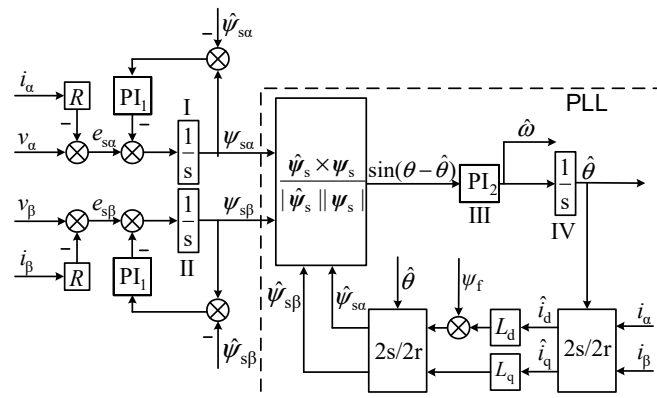 ψ̂sα
−
iα
R
PI1
−
−
I
PLL
vα
esα
1/s
ψsα
ψ̂s × ψs / | ψ̂s || ψs |
sin(θ − θ̂)
PI2
ω̂
1/s
θ̂
III
IV
vβ
esβ
1/s
ψsβ
−
−
II
iβ
R
PI1
−
ψ̂sβ
ψ̂sβ
ψ̂sα
θ̂
ψf
2s/2r
Ld
îd
2s/2r
iα
Lq
îq
iβ